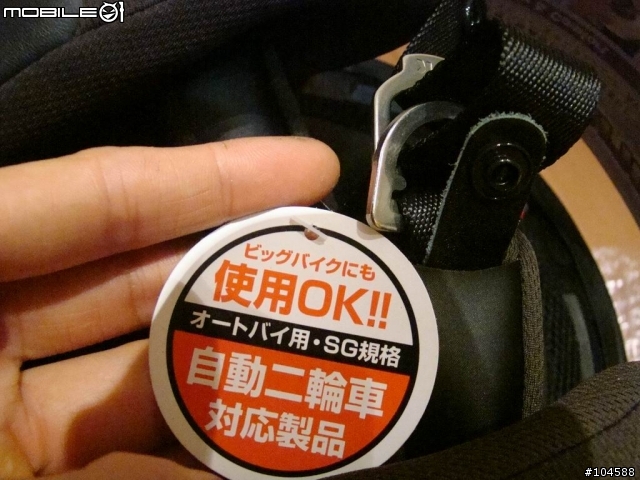 MOBILE01
ビッグバイクにも
使用OK!!
オートバイ用・SG規格
自動二輪車
対応製品
#104588